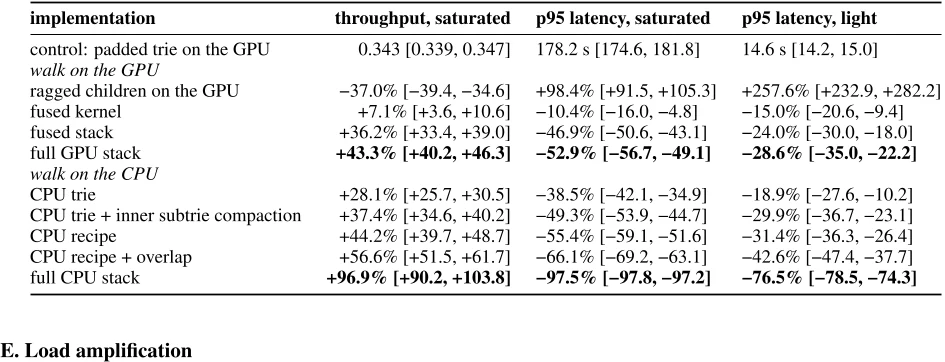 implementation throughput, saturated p95 latency, saturated p95 latency, light
control: padded trie on the GPU 0.343 [0.339, 0.347] 178.2 s [174.6, 181.8] 14.6 s [14.2, 15.0]
walk on the GPU
ragged children on the GPU −37.0% [−39.4, −34.6] +98.4% [+91.5, +105.3] +257.6% [+232.9, +282.2]
fused kernel +7.1% [+3.6, +10.6] −10.4% [−16.0, −4.8] −15.0% [−20.6, −9.4]
fused stack +36.2% [+33.4, +39.0] −46.9% [−50.6, −43.1] −24.0% [−30.0, −18.0]
full GPU stack +43.3% [+40.2, +46.3] −52.9% [−56.7, −49.1] −28.6% [−35.0, −22.2]
walk on the CPU
CPU trie +28.1% [+25.7, +30.5] −38.5% [−42.1, −34.9] −18.9% [−27.6, −10.2]
CPU trie + inner subtrie compaction +37.4% [+34.6, +40.2] −49.3% [−53.9, −44.7] −29.9% [−36.7, −23.1]
CPU recipe +44.2% [+39.7, +48.7] −55.4% [−59.1, −51.6] −31.4% [−36.3, −26.4]
CPU recipe + overlap +56.6% [+51.5, +61.7] −66.1% [−69.2, −63.1] −42.6% [−47.4, −37.7]
full CPU stack +96.9% [+90.2, +103.8] −97.5% [−97.8, −97.2] −76.5% [−78.5, −74.3]
E. Load amplification